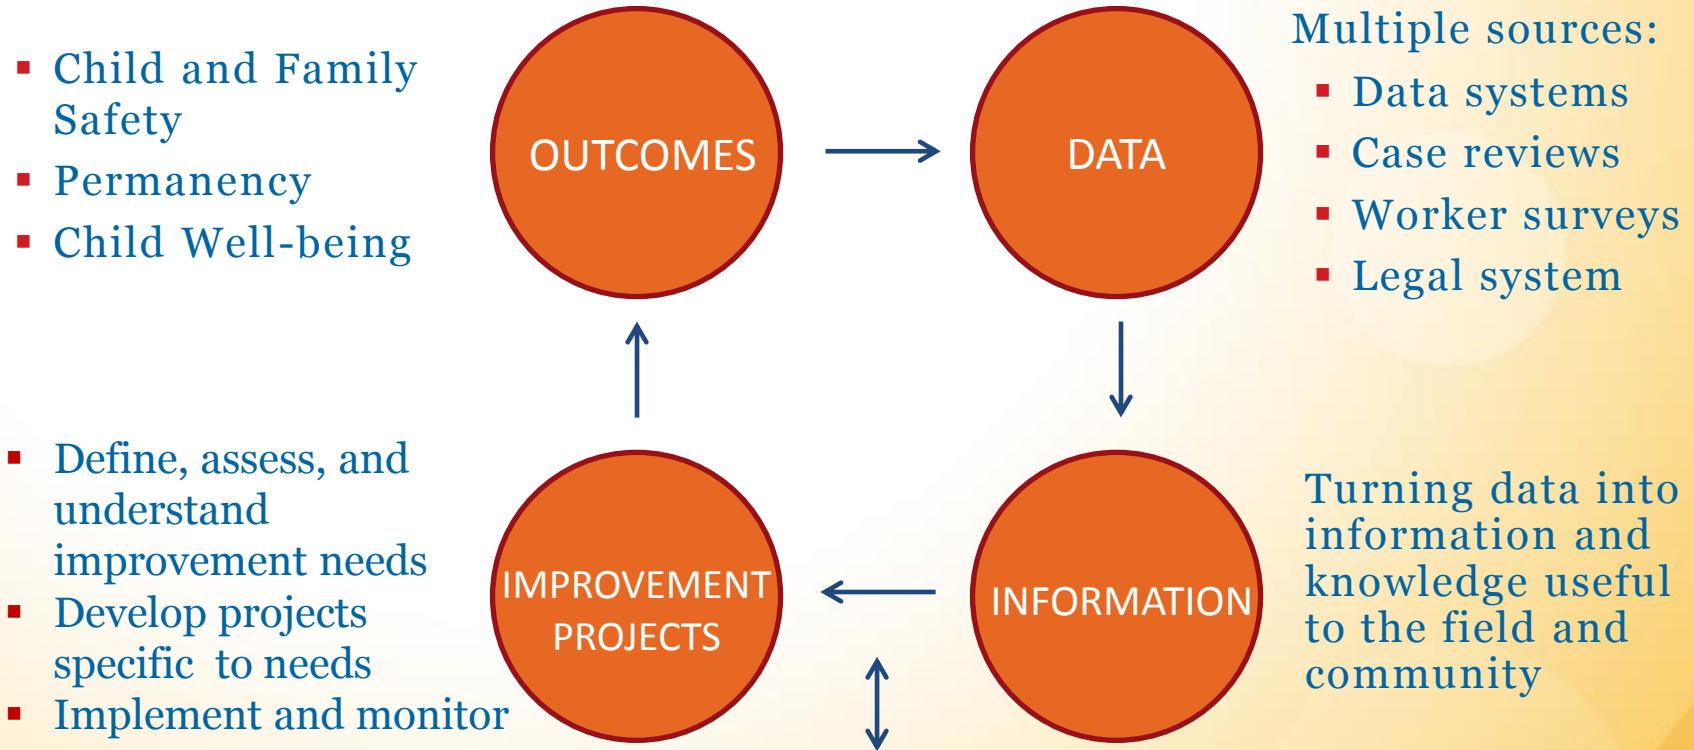 ▪ Child and Family
Safety
▪ Permanency
▪ Child Well-being
OUTCOMES
DATA
Multiple sources:
▪ Data systems
▪ Case reviews
▪ Worker surveys
▪ Legal system
▪ Define, assess, and
understand
improvement needs
▪ Develop projects
specific to needs
▪ Implement and monitor
IMPROVEMENT
PROJECTS
INFORMATION
Turning data into
information and
knowledge useful
to the field and
community